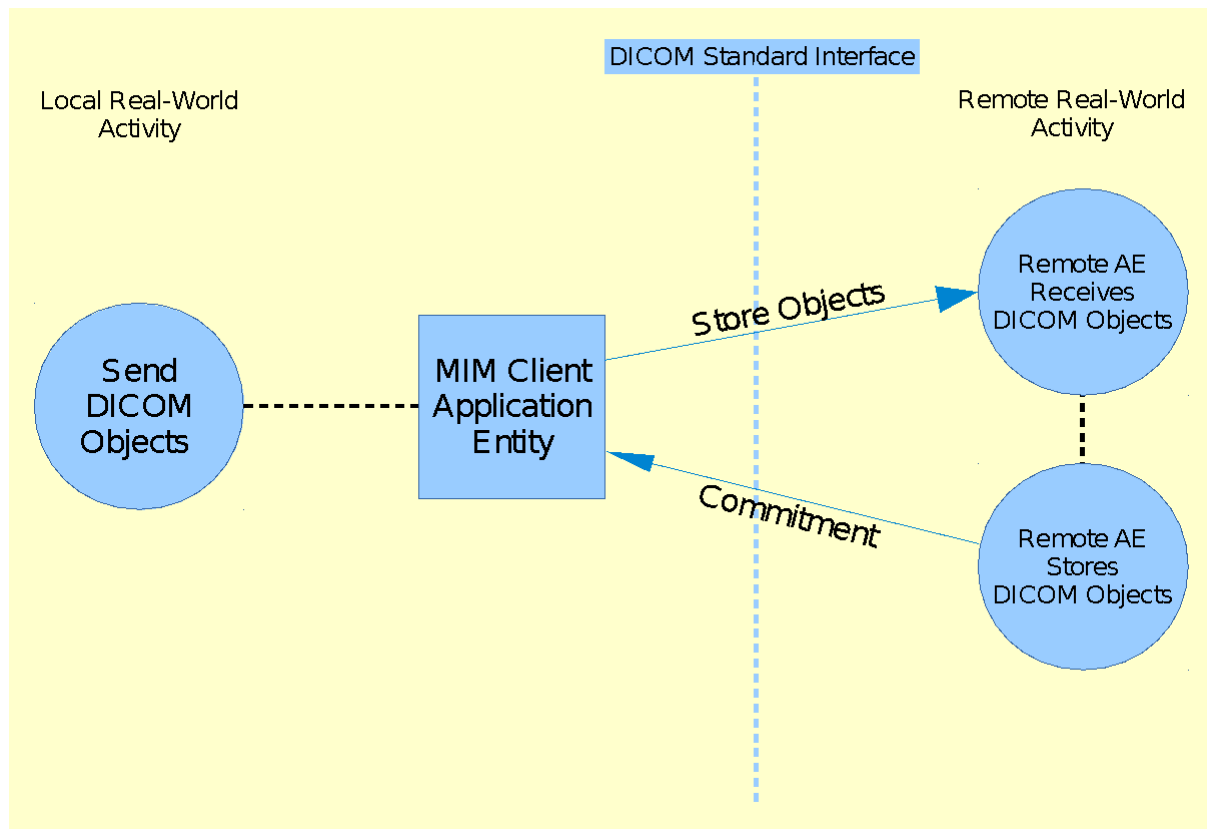 DICOM Standard Interface
Local Real-World
Activity
Remote Real-World
Activity
Send
DICOM
Objects
MIM Client
Application
Entity
Store Objects
Commitment
Remote AE
Receives
DICOM Objects
Remote AE
Stores
DICOM Objects